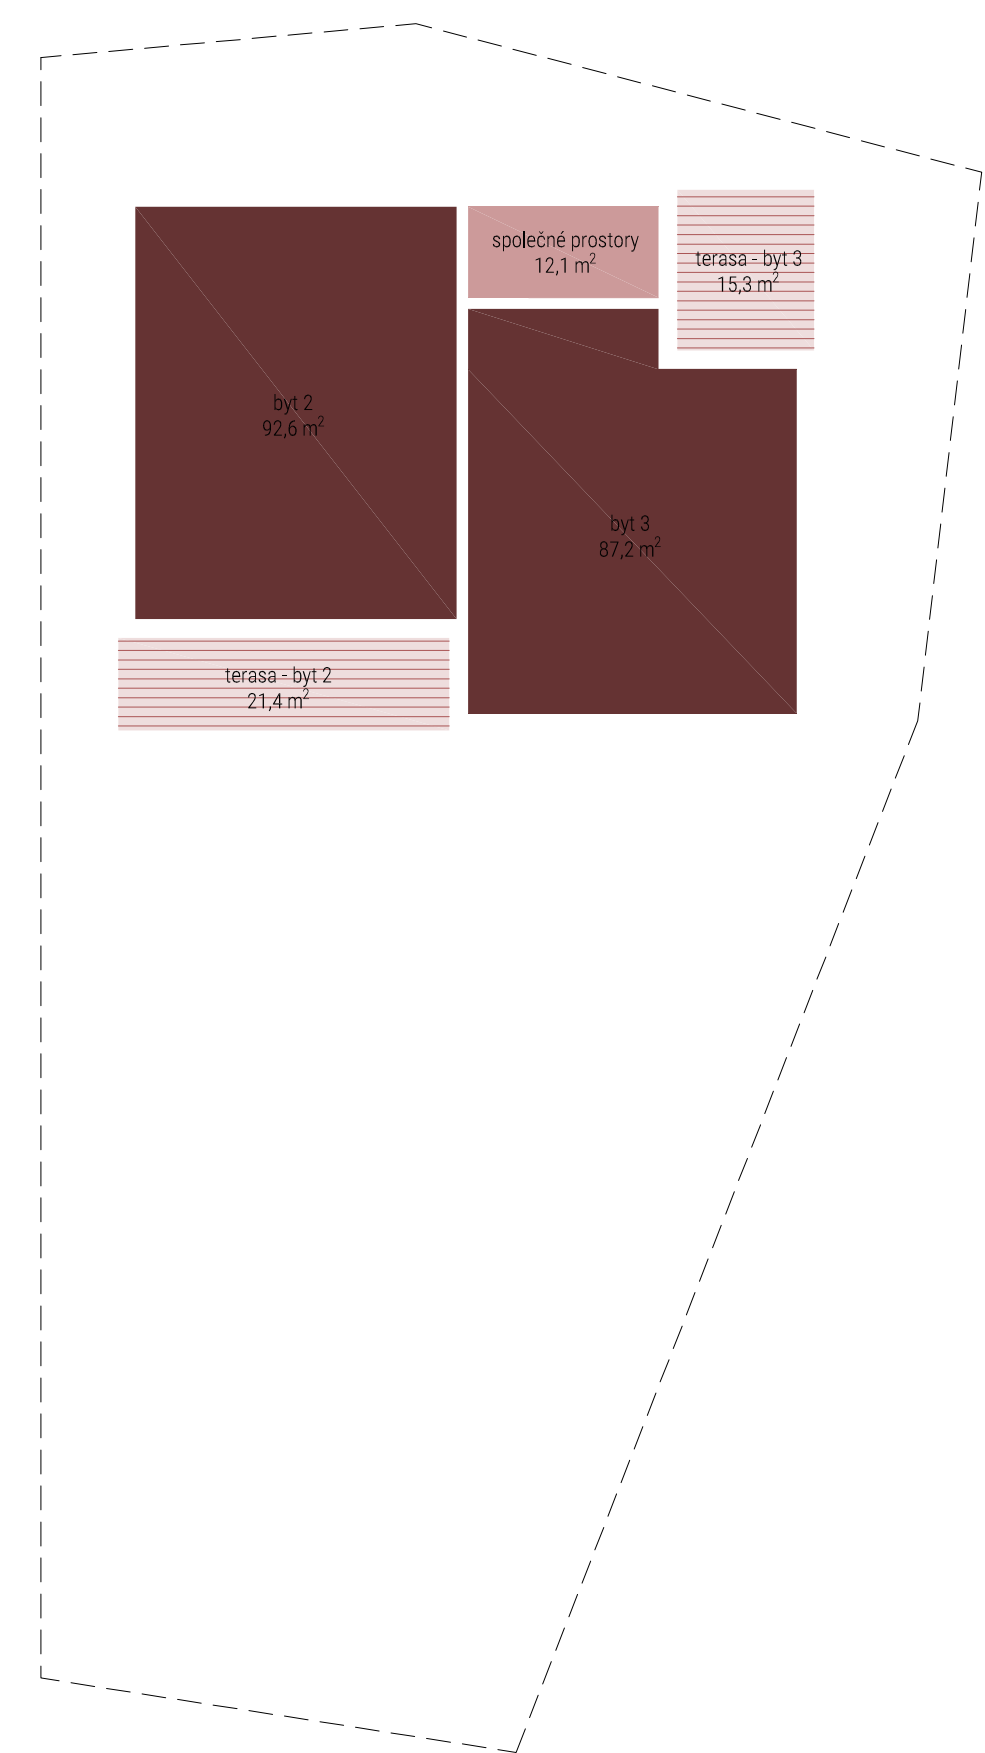 společné prostory
12,1 m²
terasa - byt 3
15,3 m²
byt 2
92,6 m²
byt 3
87,2 m²
terasa - byt 2
21,4 m²